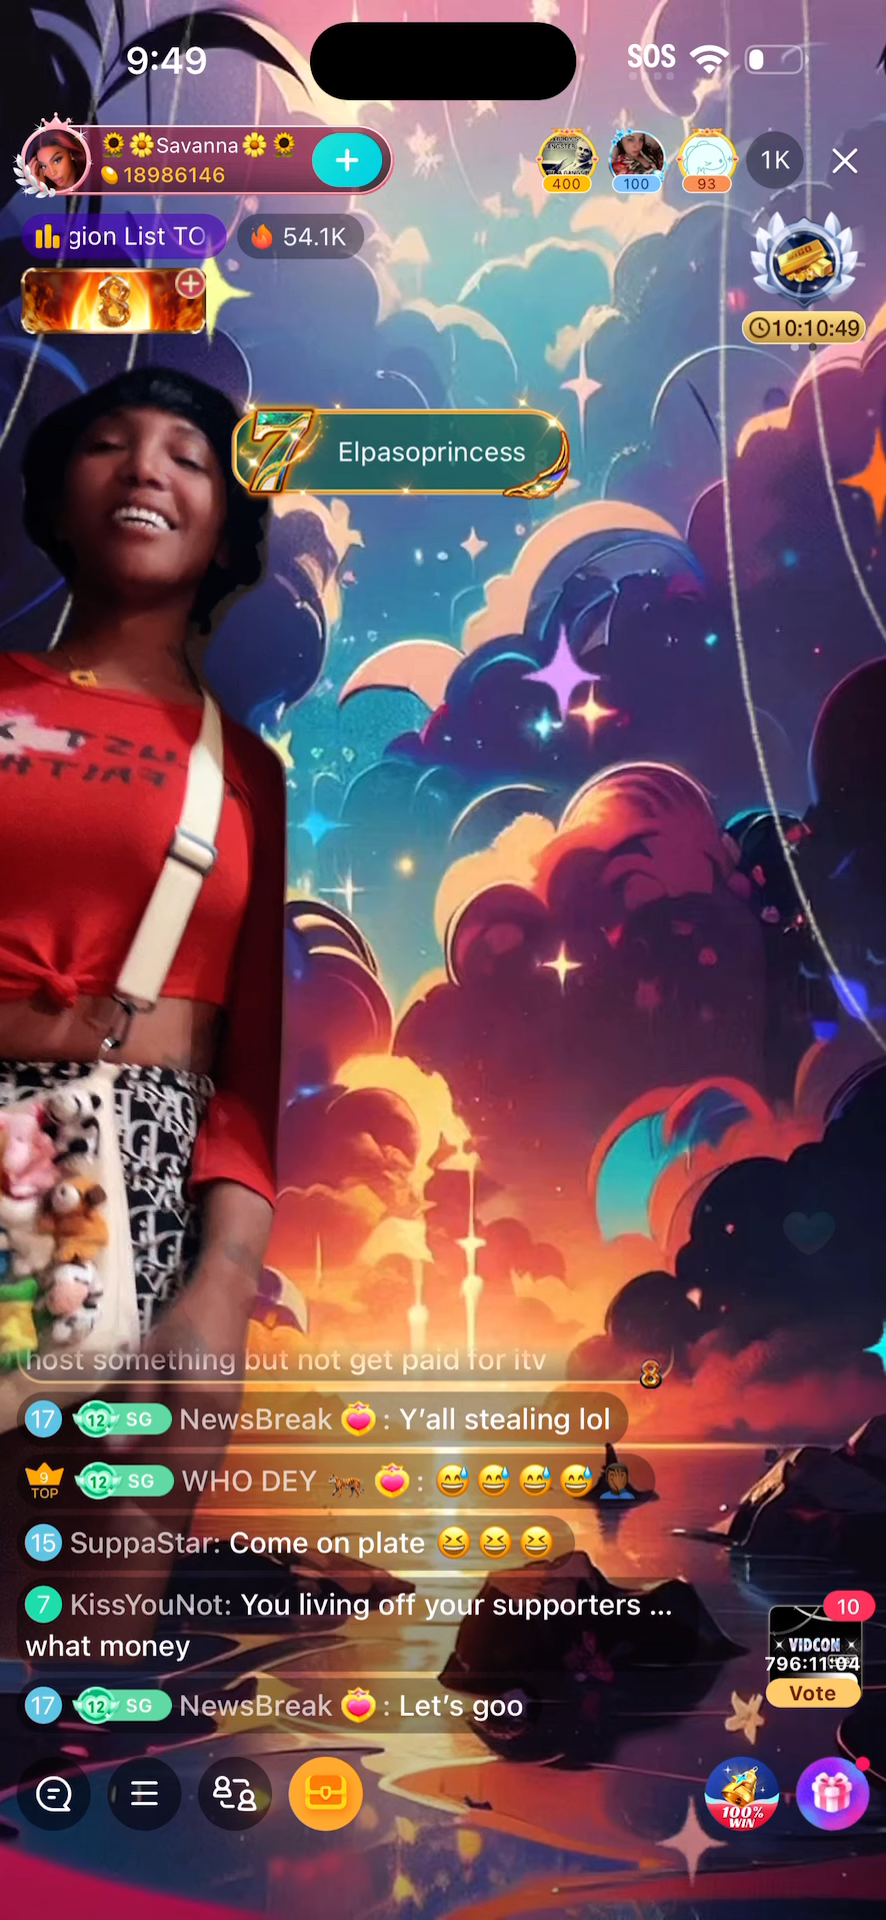 9:49
SOS
🌻🌼Savanna🌼🌻
18986146
400
100
93
1K
gion List TO
54.1K
8
10:10:49
7 Elpasoprincess
host something but not get paid for itv
8
17 12 SG NewsBreak 💝 : Y'all stealing lol
9 TOP 12 SG WHO DEY 🐅 💝 : 😅 😅 😅 😅 🤦🏾‍♂️
15 SuppaStar: Come on plate 😆 😆 😆
7 KissYouNot: You living off your supporters ...
what money
10
VIDCON
796:11:04
Vote
17 12 SG NewsBreak 💝 : Let's goo
100%
WIN